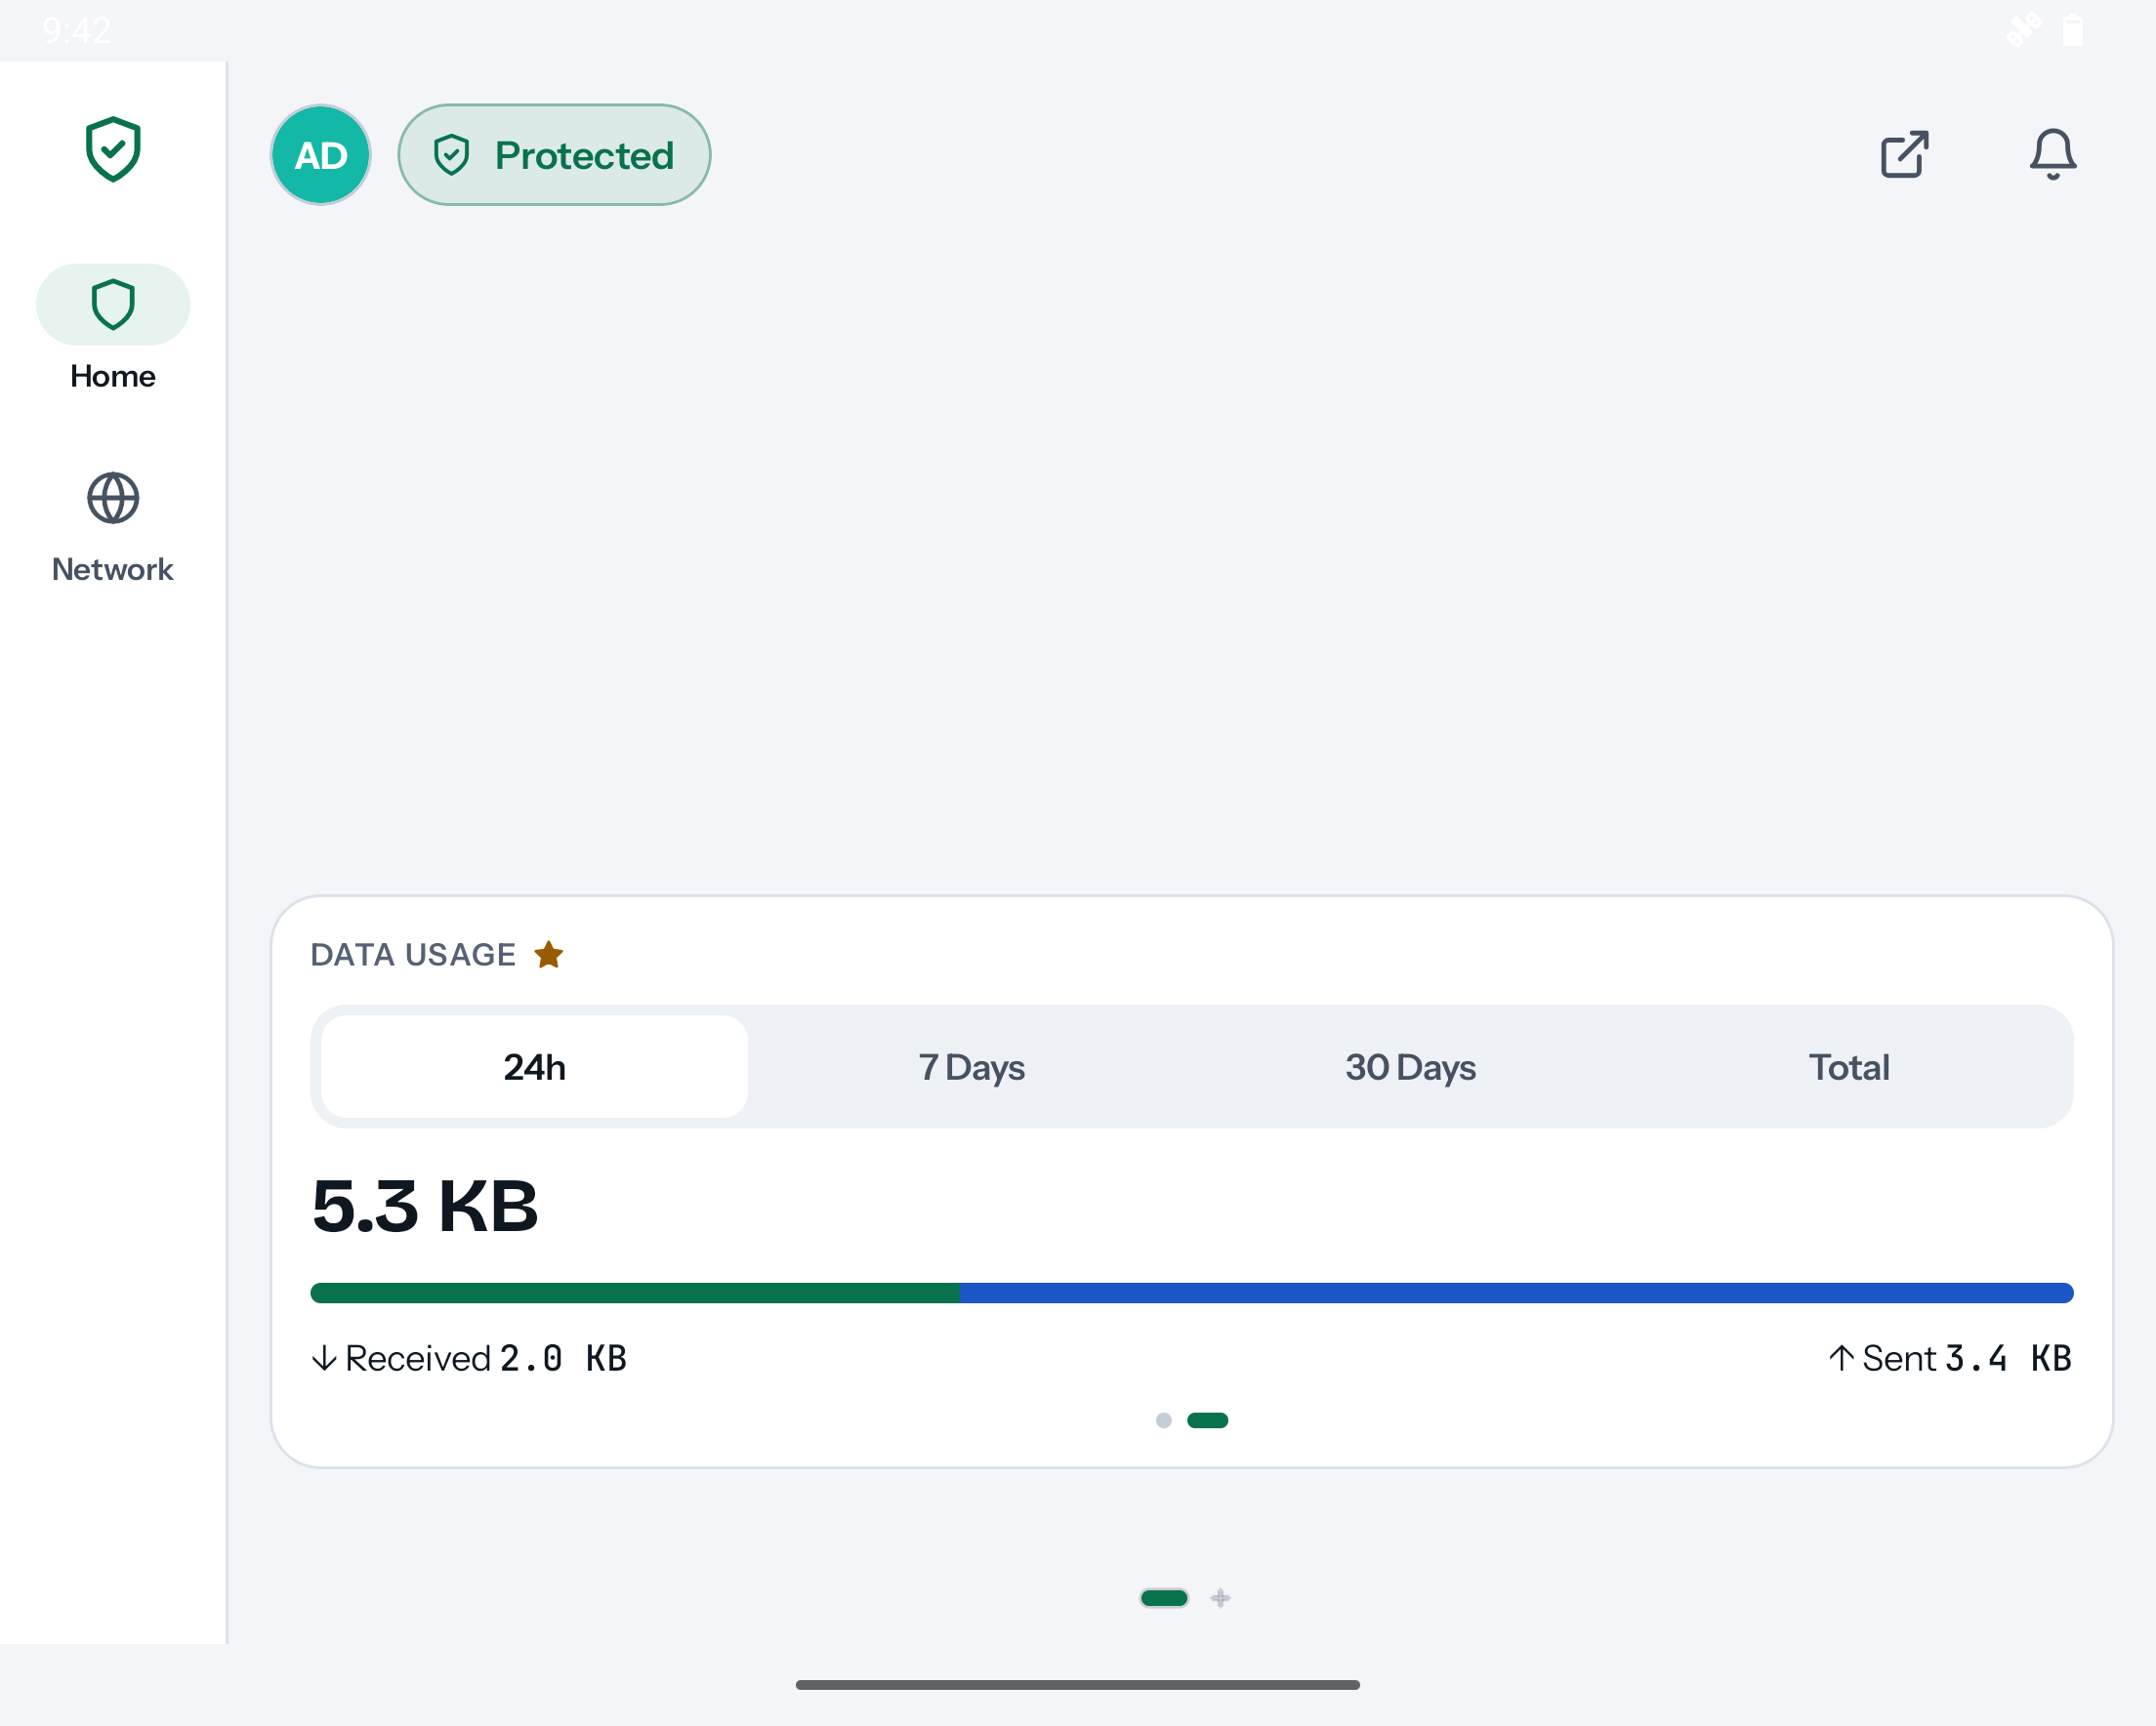 9:42
AD
Protected
Home
Network
DATA USAGE
24h
7 Days
30 Days
Total
5.3 KB
↓ Received 2.0 KB
↑ Sent 3.4 KB